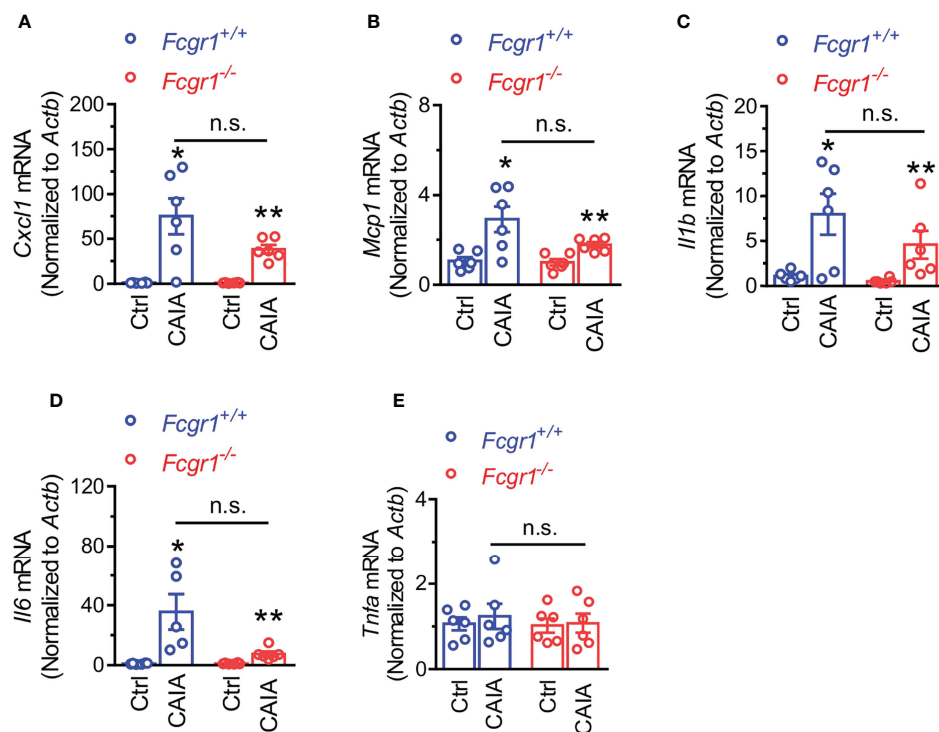 A
Fcgr1+/+
Fcgr1-/-
Cxcl1 mRNA
(Normalized to Actb)
200
150
100
50
0
n.s.
*
**
Ctrl
CAIA
Ctrl
CAIA
B
Fcgr1+/+
Fcgr1-/-
Mcp1 mRNA
(Normalized to Actb)
6
4
2
0
n.s.
*
**
Ctrl
CAIA
Ctrl
CAIA
C
Fcgr1+/+
Fcgr1-/-
Il1b mRNA
(Normalized to Actb)
20
15
10
5
0
n.s.
*
**
Ctrl
CAIA
Ctrl
CAIA
D
Fcgr1+/+
Fcgr1-/-
Il6 mRNA
(Normalized to Actb)
120
80
40
0
n.s.
*
**
Ctrl
CAIA
Ctrl
CAIA
E
Fcgr1+/+
Fcgr1-/-
Tnfa mRNA
(Normalized to Actb)
4
2
0
n.s.
Ctrl
CAIA
Ctrl
CAIA